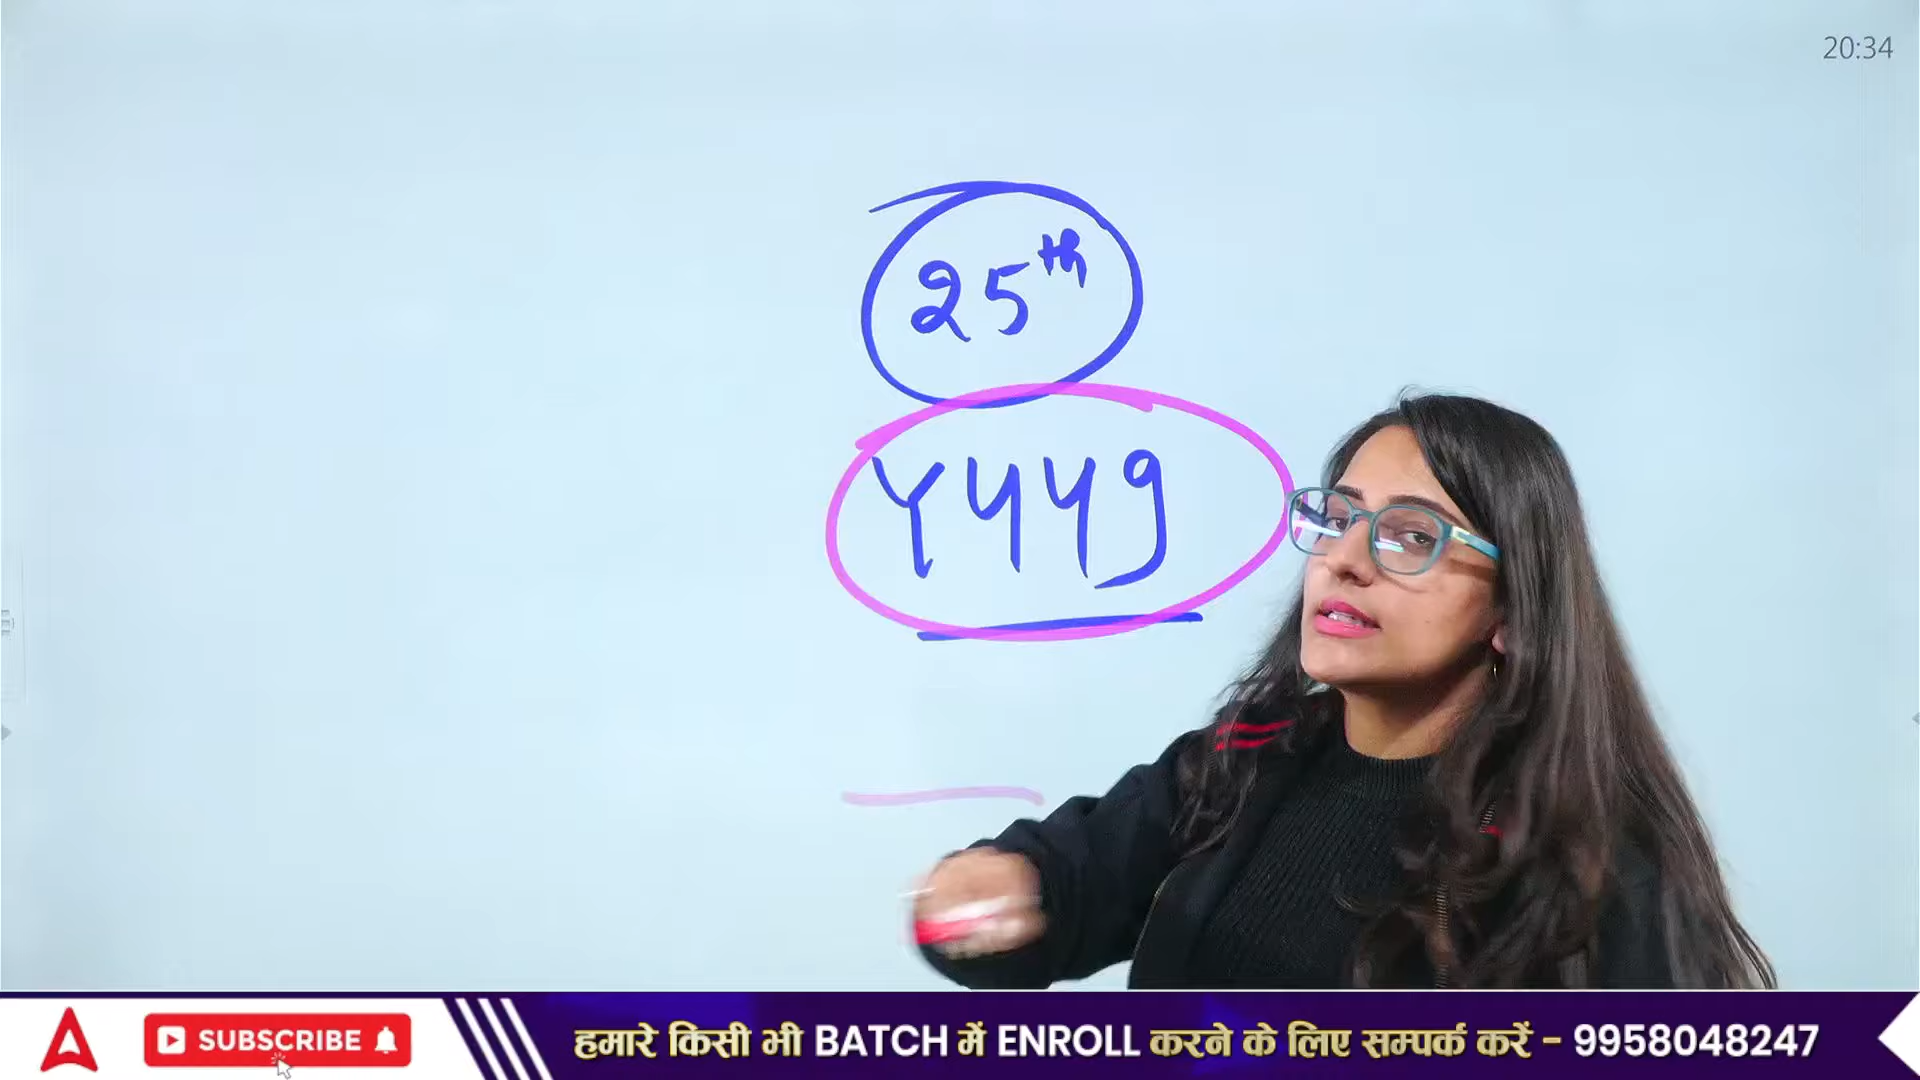 20:34
25th
Y449
SUBSCRIBE
हमारे किसी भी BATCH में ENROLL करने के लिए सम्पर्क करें - 9958048247